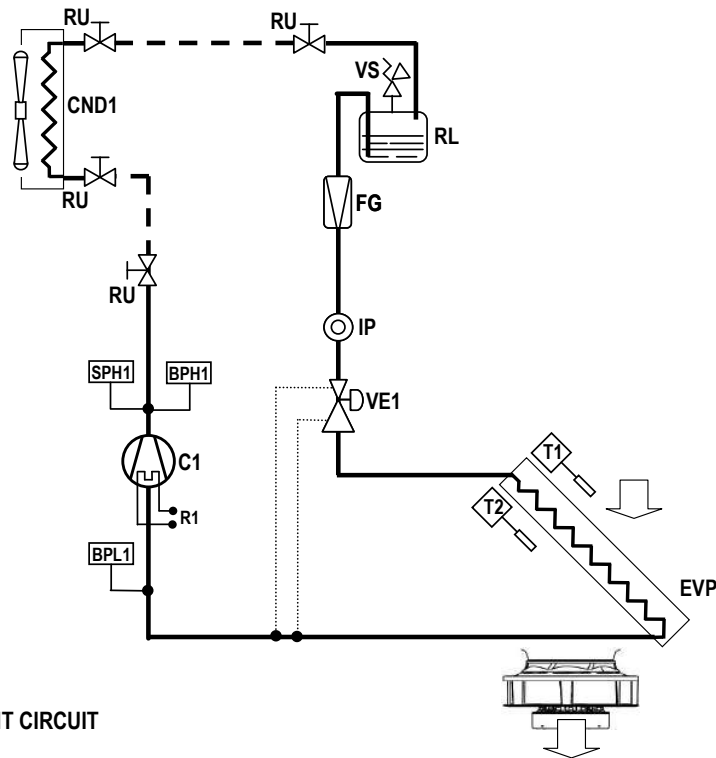 RU
RU
VS
CND1
RL
RU
FG
RU
IP
SPH1
BPH1
VE1
C1
T1
T2
R1
BPL1
EVP
IT CIRCUIT